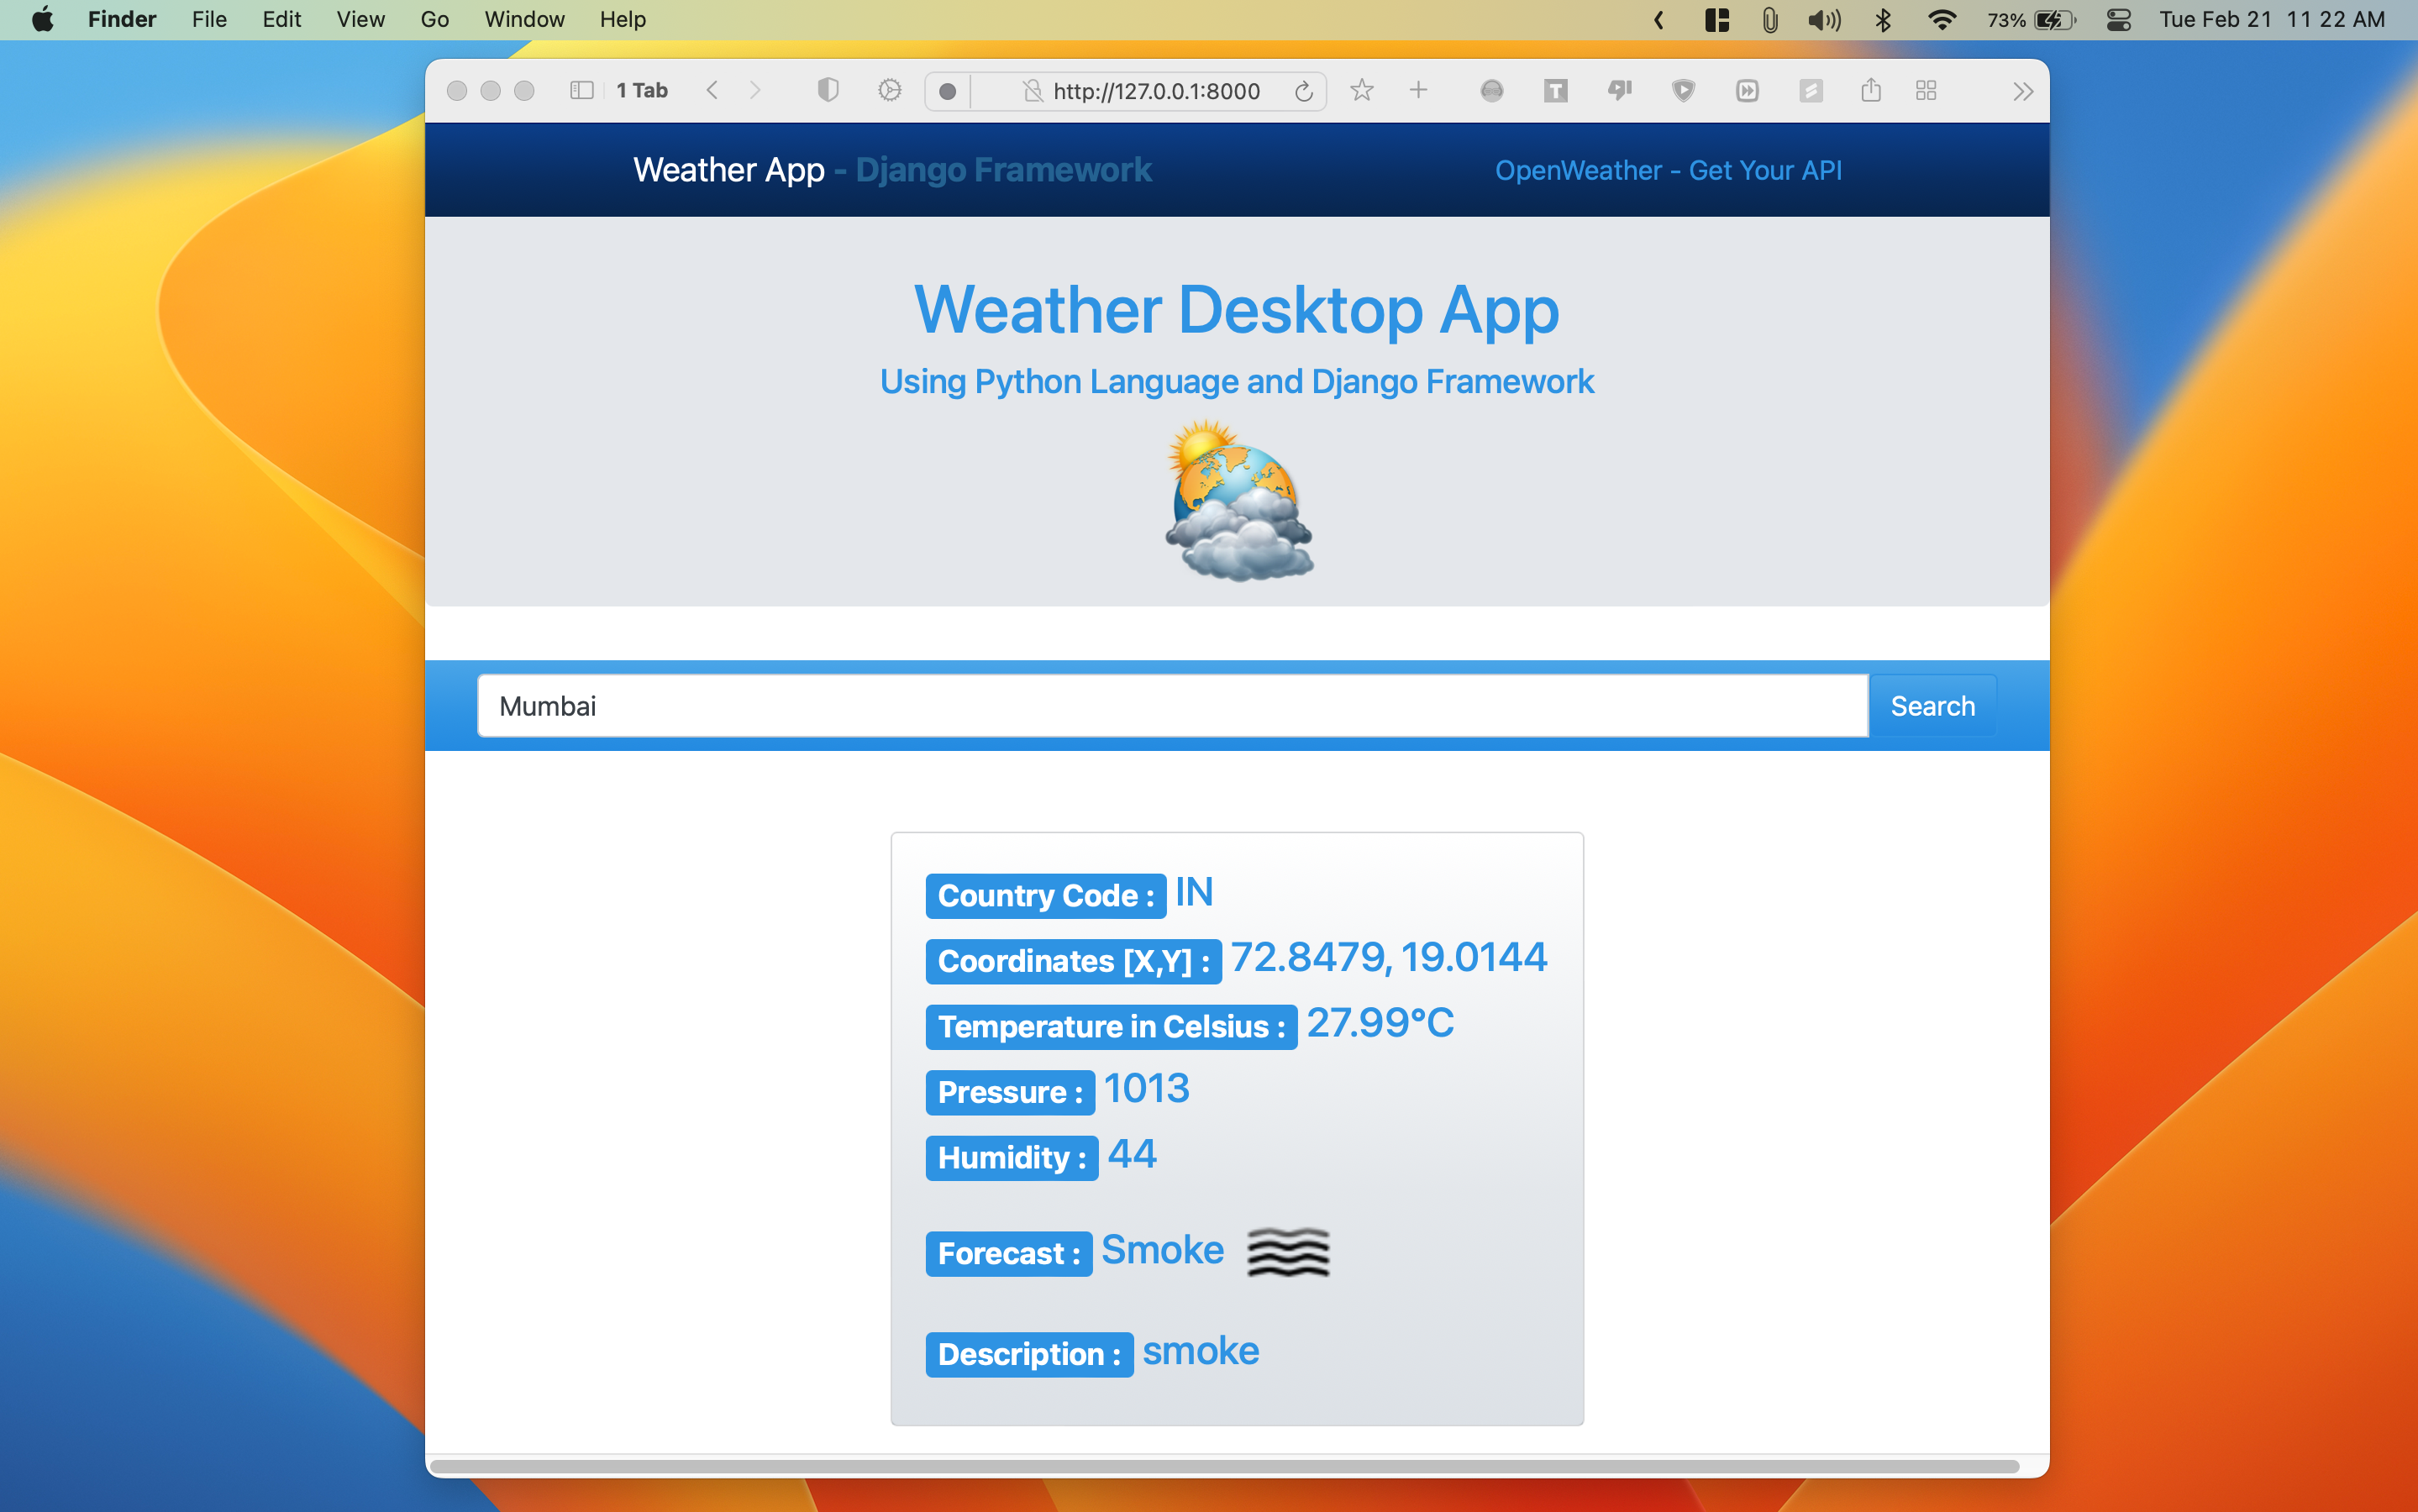 Finder File Edit View Go Window Help 73% Tue Feb 21 11 22 AM
1 Tab http://127.0.0.1:8000 T
Weather App - Django Framework OpenWeather - Get Your API
Weather Desktop App
Using Python Language and Django Framework
Mumbai Search
Country Code : IN
Coordinates [X,Y] : 72.8479, 19.0144
Temperature in Celsius : 27.99°C
Pressure : 1013
Humidity : 44
Forecast : Smoke
Description : smoke